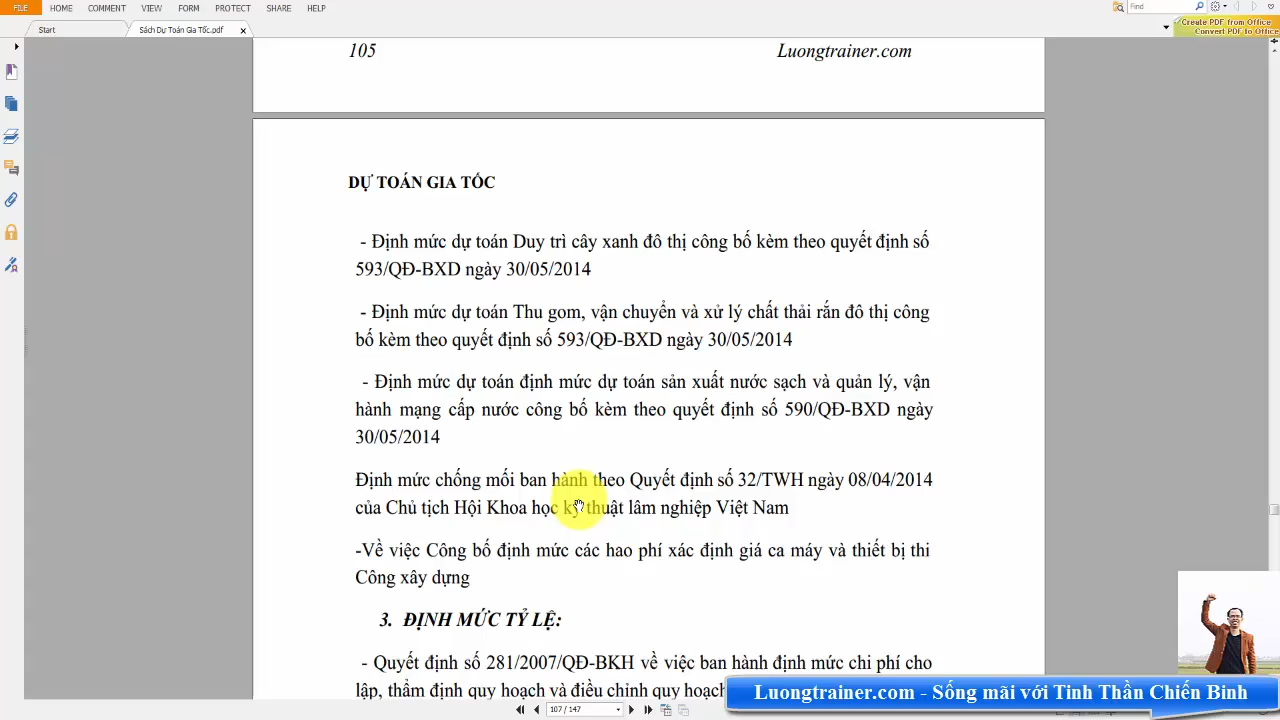 FILE HOME COMMENT VIEW FORM PROTECT SHARE HELP Find
Start Sách Dự Toán Gia Tốc.pdf Create PDF from Office
Convert PDF to Office
105 Luongtrainer.com
DỰ TOÁN GIA TỐC
- Định mức dự toán Duy trì cây xanh đô thị công bố kèm theo quyết định số
593/QĐ-BXD ngày 30/05/2014
- Định mức dự toán Thu gom, vận chuyển và xử lý chất thải rắn đô thị công
bố kèm theo quyết định số 593/QĐ-BXD ngày 30/05/2014
- Định mức dự toán định mức dự toán sản xuất nước sạch và quản lý, vận
hành mạng cấp nước công bố kèm theo quyết định số 590/QĐ-BXD ngày
30/05/2014
Định mức chống mối ban hành theo Quyết định số 32/TWH ngày 08/04/2014
của Chủ tịch Hội Khoa học kỹ thuật lâm nghiệp Việt Nam
-Về việc Công bố định mức các hao phí xác định giá ca máy và thiết bị thi
Công xây dựng
3. ĐỊNH MỨC TỶ LỆ:
- Quyết định số 281/2007/QĐ-BKH về việc ban hành định mức chi phí cho
lập, thẩm định quy hoạch và điều chỉnh quy hoạch
Luongtrainer.com - Sống mãi với Tinh Thần Chiến Binh
107 / 147